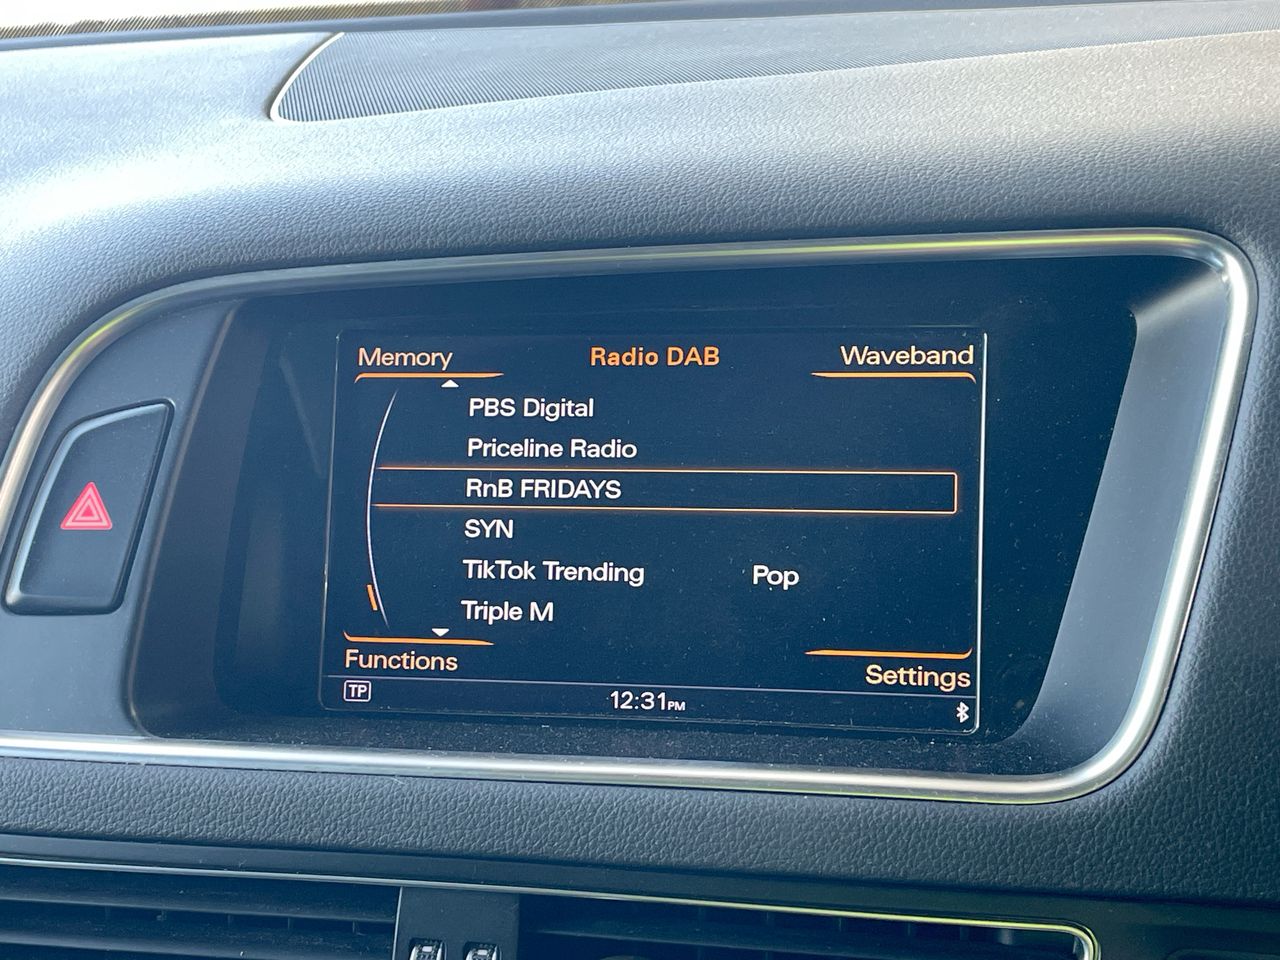 Memory
Radio DAB
Waveband
PBS Digital
Priceline Radio
RnB FRIDAYS
SYN
TikTok Trending Pop
Triple M
Functions
Settings
TP
12:31PM